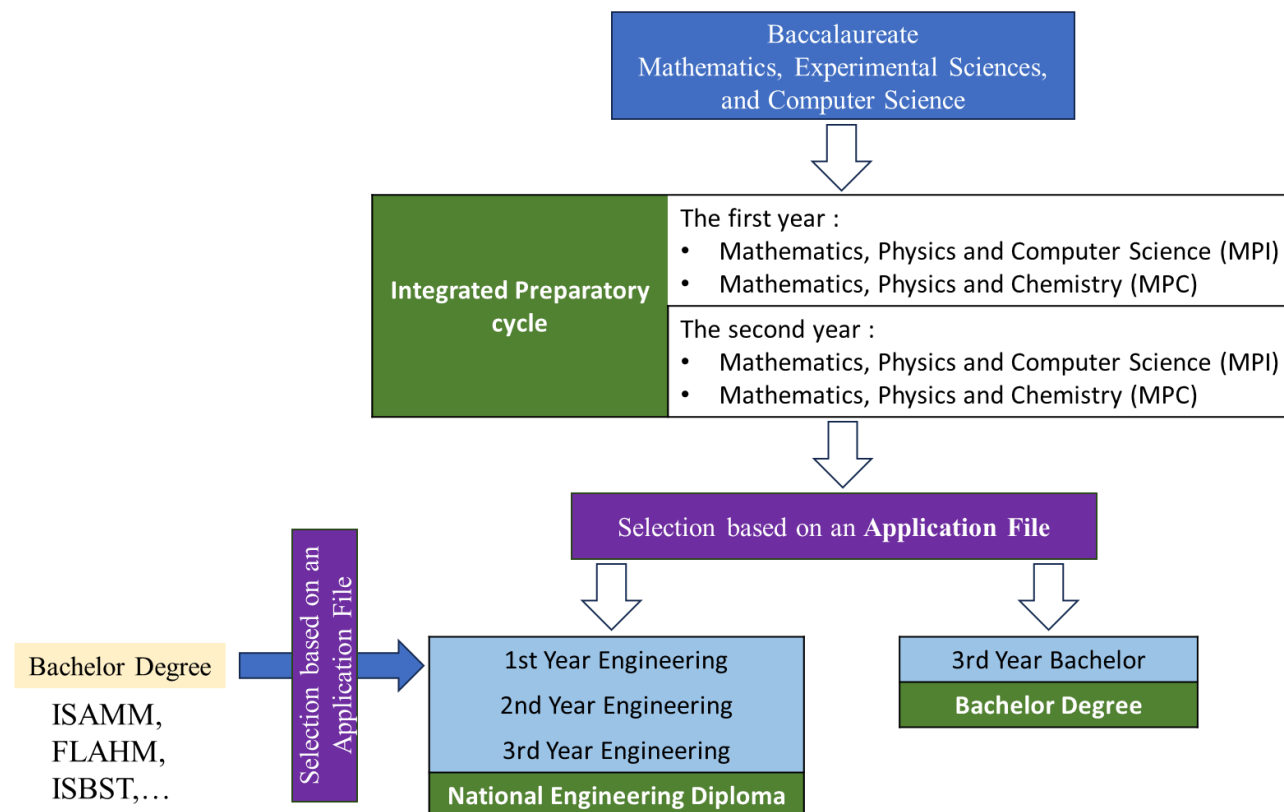 Baccalaureate
Mathematics, Experimental Sciences,
and Computer Science
Integrated Preparatory
cycle
The first year :
• Mathematics, Physics and Computer Science (MPI)
• Mathematics, Physics and Chemistry (MPC)
The second year :
• Mathematics, Physics and Computer Science (MPI)
• Mathematics, Physics and Chemistry (MPC)
Selection based on an Application File
Bachelor Degree
ISAMM,
FLAHM,
ISBST,…
Selection based on an
Application File
1st Year Engineering
2nd Year Engineering
3rd Year Engineering
National Engineering Diploma
3rd Year Bachelor
Bachelor Degree